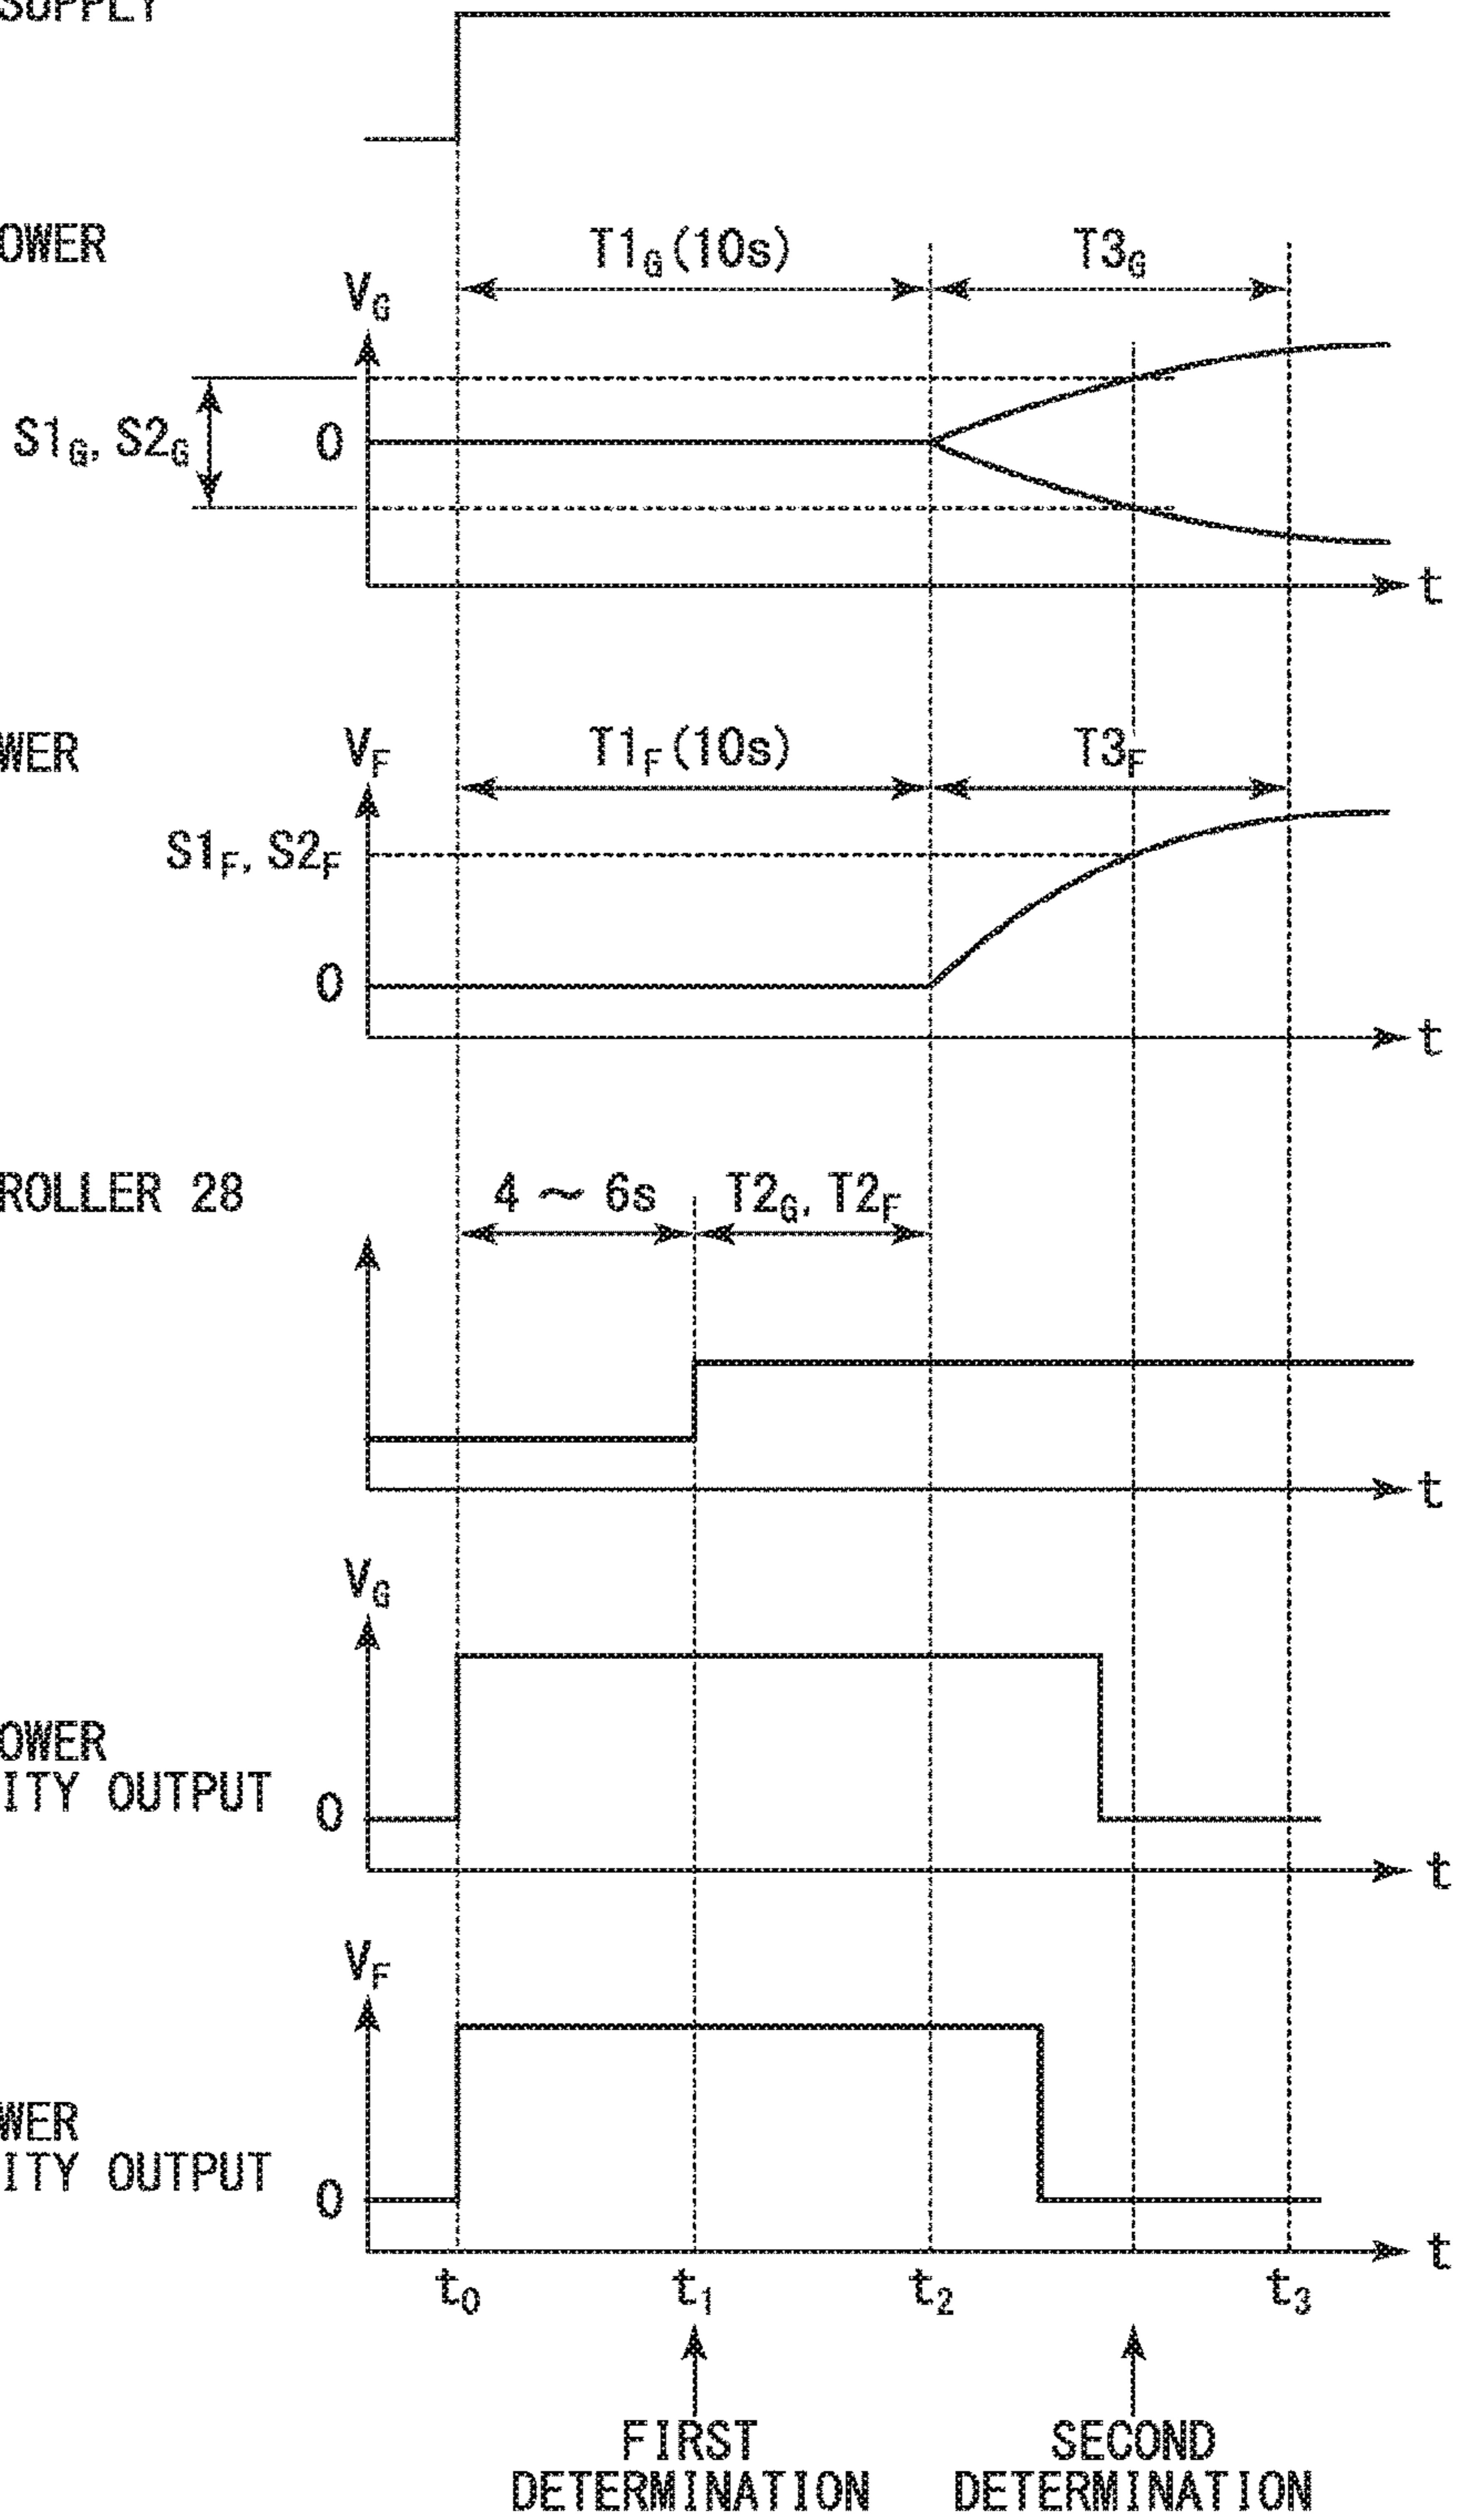 SUPPLY
OWER
T1G(10s) T3G
VG
S1G, S2G
0
t
WER
VF
T1F(10s) T3F
S1F, S2F
0
t
ROLLER 28
4 ~ 6s T2G, T2F
t
VG
OWER
ITY OUTPUT
0
t
VF
WER
ITY OUTPUT
0
t
t0 t1 t2 t3
FIRST
DETERMINATION
SECOND
DETERMINATION